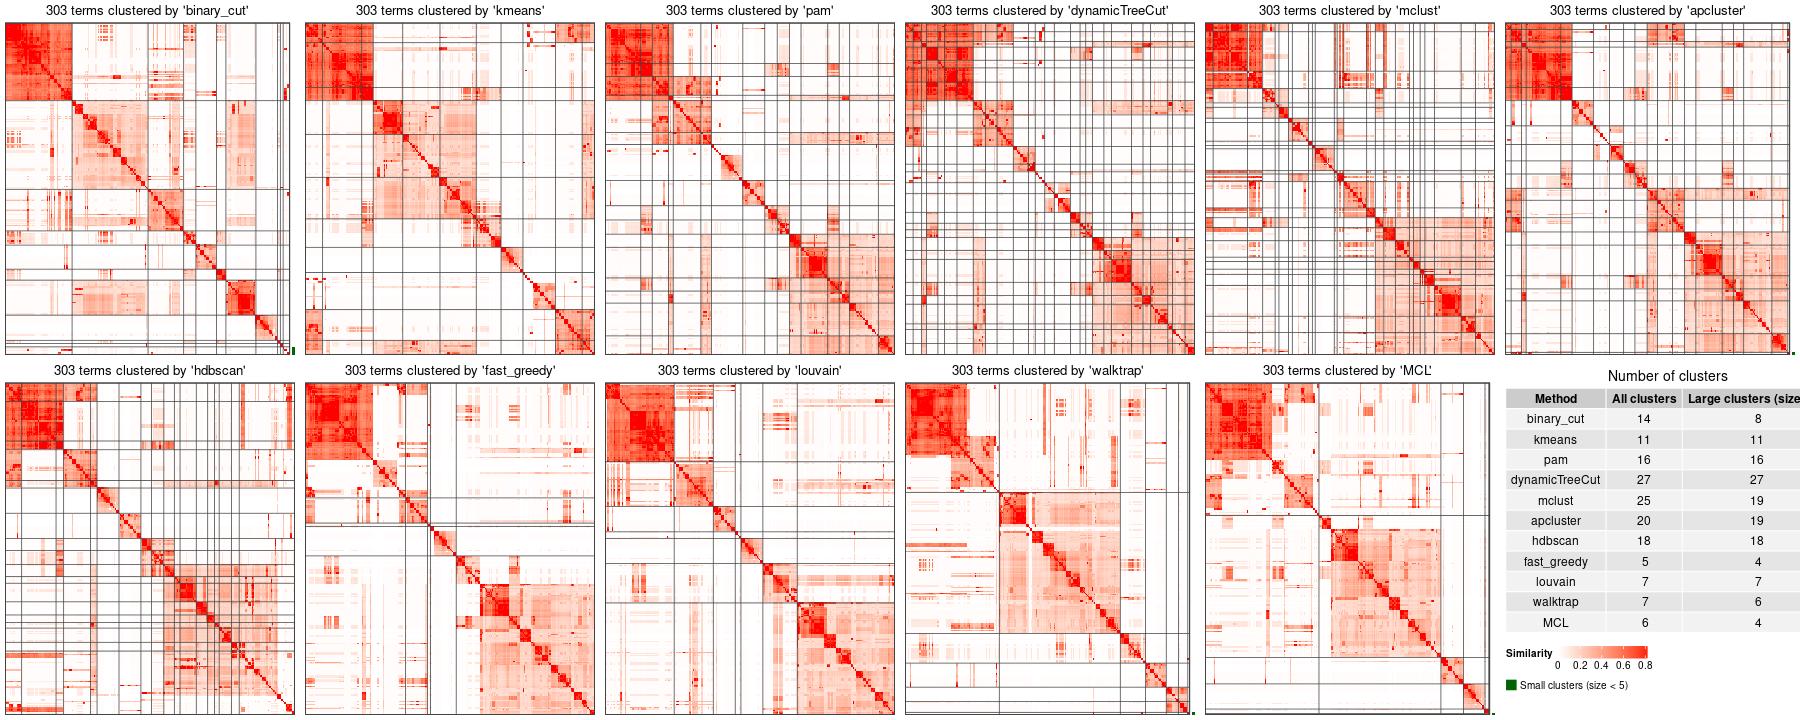 303 terms clustered by 'binary_cut'
303 terms clustered by 'kmeans'
303 terms clustered by 'pam'
303 terms clustered by 'dynamicTreeCut'
303 terms clustered by 'mclust'
303 terms clustered by 'apcluster'
303 terms clustered by 'hdbscan'
303 terms clustered by 'fast_greedy'
303 terms clustered by 'louvain'
303 terms clustered by 'walktrap'
303 terms clustered by 'MCL'
Number of clusters
Method All clusters Large clusters (size
binary_cut 14 8
kmeans 11 11
pam 16 16
dynamicTreeCut 27 27
mclust 25 19
apcluster 20 19
hdbscan 18 18
fast_greedy 5 4
louvain 7 7
walktrap 7 6
MCL 6 4
Similarity
0 0.2 0.4 0.6 0.8
Small clusters (size < 5)